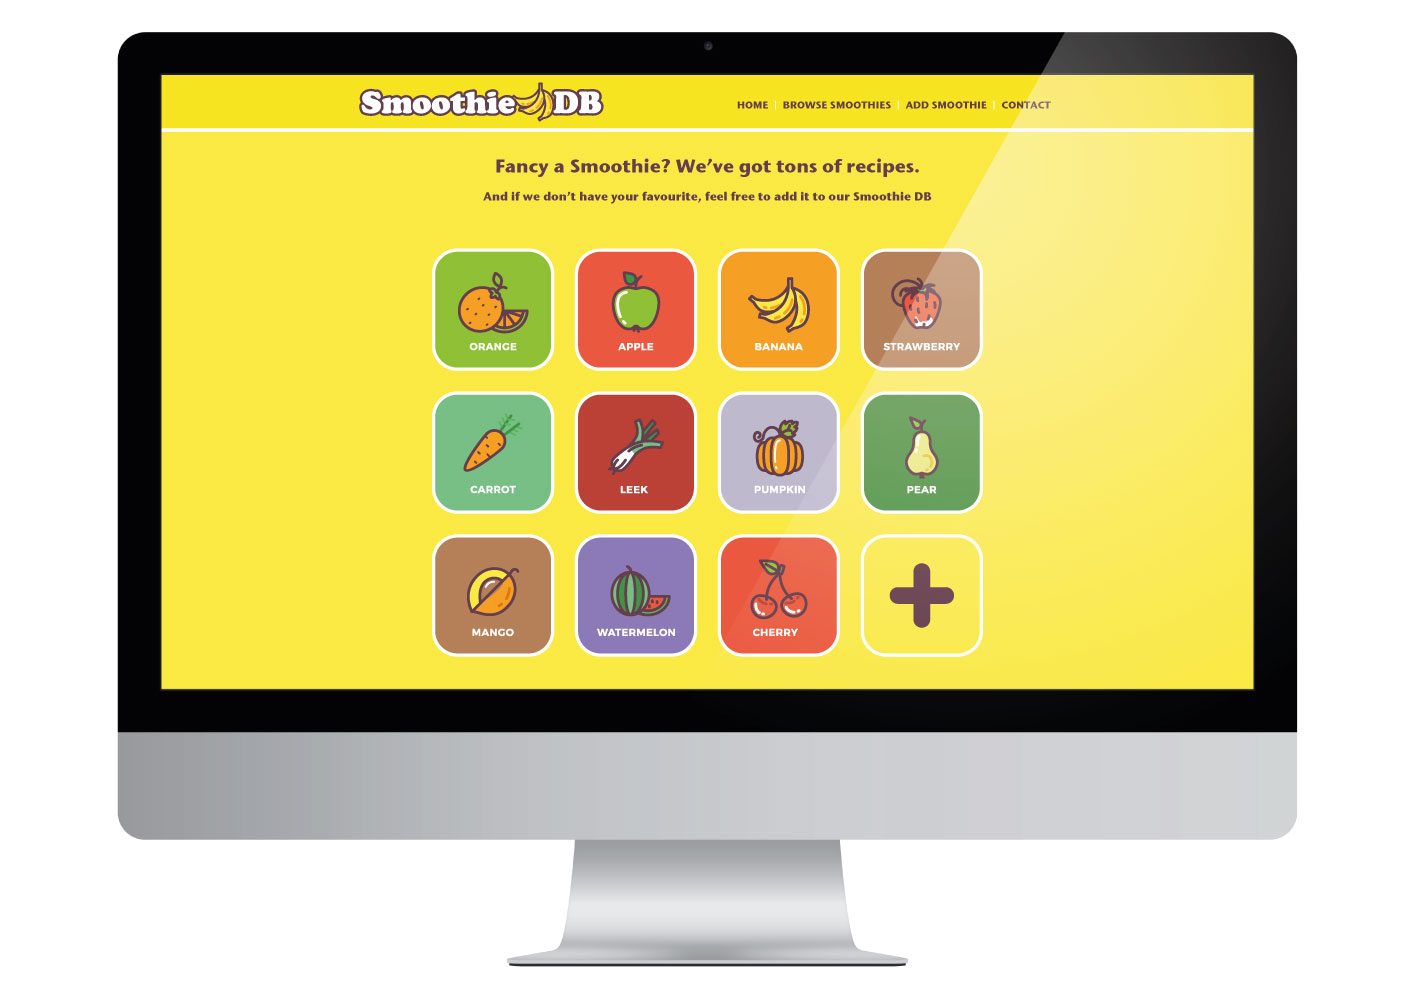 Smoothie DB
HOME | BROWSE SMOOTHIES | ADD SMOOTHIE | CONTACT
Fancy a Smoothie? We’ve got tons of recipes.
And if we don’t have your favourite, feel free to add it to our Smoothie DB
ORANGE
APPLE
BANANA
STRAWBERRY
CARROT
LEEK
PUMPKIN
PEAR
MANGO
WATERMELON
CHERRY